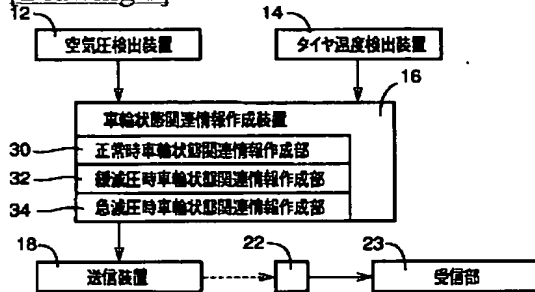 12
14
空気圧検出装置
タイヤ温度検出装置
16
車輪状態関連情報作成装置
30
正常時車輪状態関連情報作成部
32
緩減圧時車輪状態関連情報作成部
34
急減圧時車輪状態関連情報作成部
18
22
23
送信装置
受信部